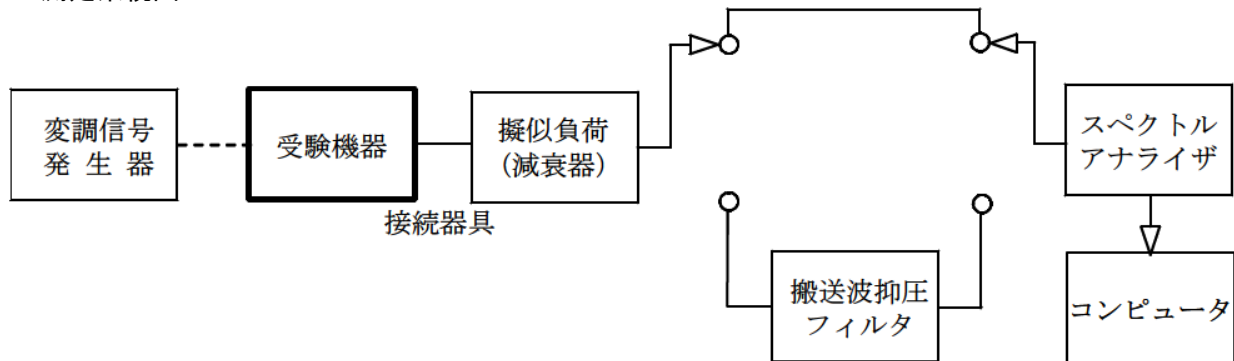 変調信号
発生器
受験機器
擬似負荷
(減衰器)
接続器具
スペクトル
アナライザ
搬送波抑圧
フィルタ
コンピュータ